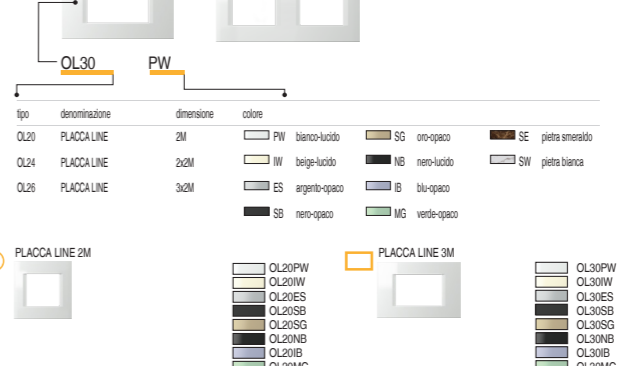 OL30 PW
tipo denominazione dimensione colore
OL20 PLACCA LINE 2M PW bianco-lucido SG oro-opaco SE pietra smeraldo
OL24 PLACCA LINE 2x2M IW beige-lucido NB nero-lucido SW pietra bianca
OL26 PLACCA LINE 3x2M ES argento-opaco IB blu-opaco
SB nero-opaco MG verde-opaco
PLACCA LINE 2M
OL20PW
OL20IW
OL20ES
OL20SB
OL20SG
OL20NB
OL20IB
OL20MG
PLACCA LINE 3M
OL30PW
OL30IW
OL30ES
OL30SB
OL30SG
OL30NB
OL30IB
OL30MG